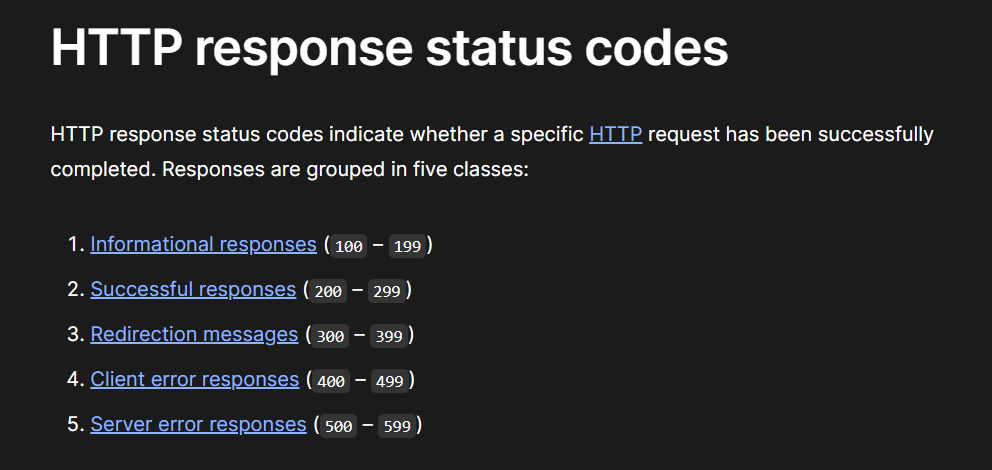 HTTP response status codes
HTTP response status codes indicate whether a specific HTTP request has been successfully
completed. Responses are grouped in five classes:
1. Informational responses (100 – 199)
2. Successful responses (200 – 299)
3. Redirection messages (300 – 399)
4. Client error responses (400 – 499)
5. Server error responses (500 – 599)